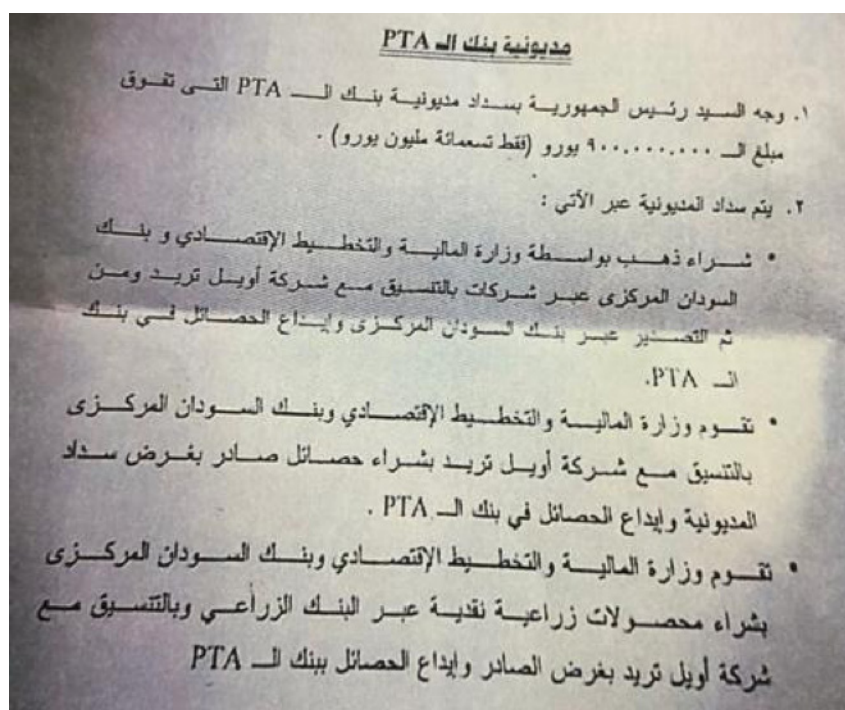 مديونية بنك الـ PTA
١. وجه السيد رئيس الجمهورية بسداد مديونية بنك الـ PTA التى تفوق
مبلغ الـ ٩٠٠,٠٠٠,٠٠٠ يورو (فقط تسعمائة مليون يورو) .
٢. يتم سداد المديونية عبر الآتي :
• شراء ذهب بواسطة وزارة المالية والتخطيط الإقتصادي و بنك
السودان المركزى عبر شركات بالتنسيق مع شركة أويل تريد ومن
ثم التصدير عبر بنك السودان المركزى وإيداع الحصائل في بنك
الـ PTA.
• تقوم وزارة المالية والتخطيط الإقتصادي وبنك السودان المركزى
بالتنسيق مع شركة أويل تريد بشراء حصائل صادر بغرض سداد
المديونية وإيداع الحصائل في بنك الـ PTA .
• تقوم وزارة المالية والتخطيط الإقتصادي وبنك السودان المركزى
بشراء محصولات زراعية نقدية عبر البنك الزراعي وبالتنسيق مع
شركة أويل تريد بغرض الصادر وإيداع الحصائل ببنك الـ PTA